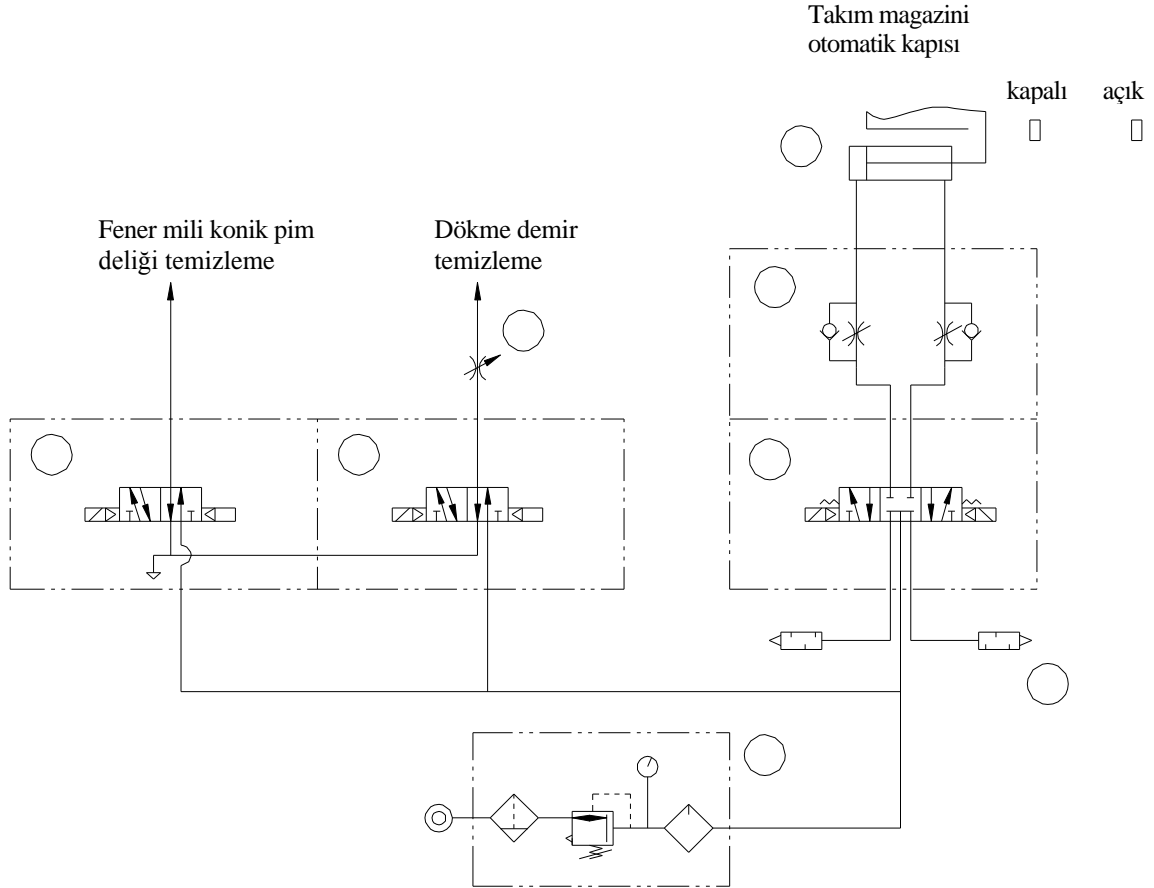 Takım magazini
otomatik kapısı
kapalı açık
Fener mili konik pim
deliği temizleme
Dökme demir
temizleme